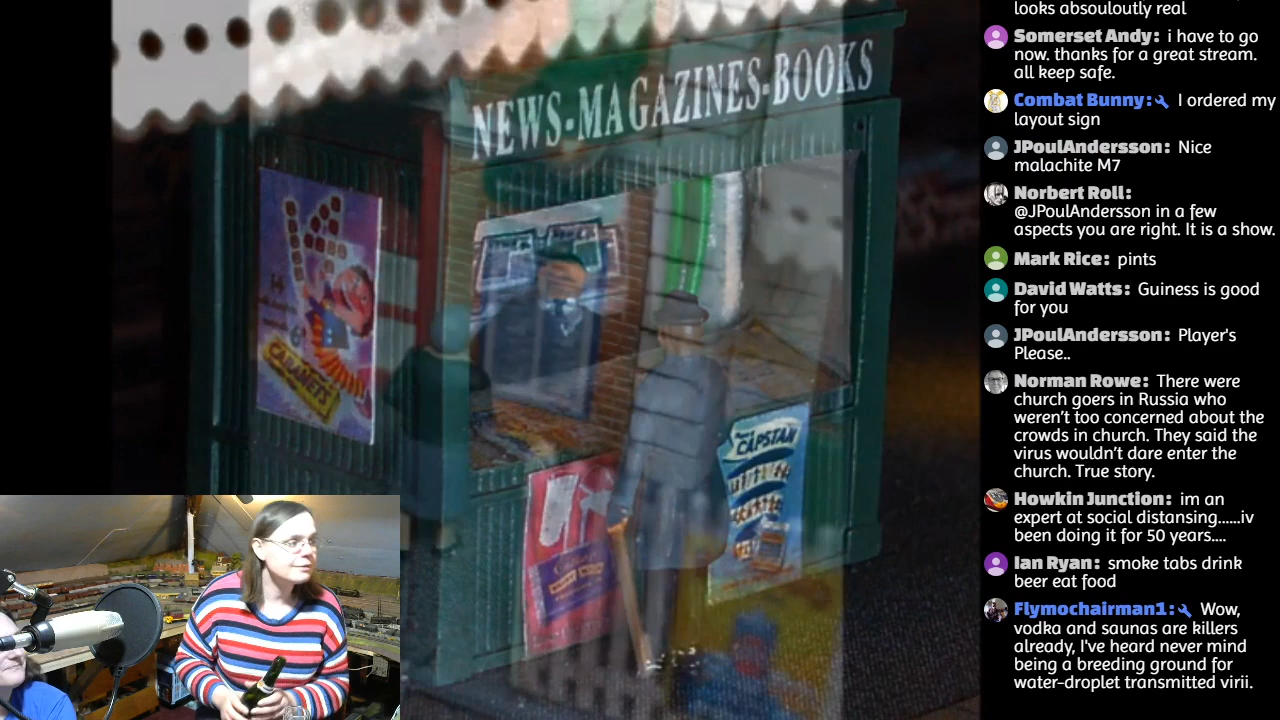 NEWS-MAGAZINES-BOOKS
CAPSTAN
CABANETS
looks absouloutly real
Somerset Andy: i have to go
now. thanks for a great stream.
all keep safe.
Combat Bunny: I ordered my
layout sign
JPoulAndersson: Nice
malachite M7
Norbert Roll:
@JPoulAndersson in a few
aspects you are right. It is a show.
Mark Rice: pints
David Watts: Guiness is good
for you
JPoulAndersson: Player's
Please..
Norman Rowe: There were
church goers in Russia who
weren't too concerned about the
crowds in church. They said the
virus wouldn't dare enter the
church. True story.
Howkin Junction: im an
expert at social distansing......iv
been doing it for 50 years....
Ian Ryan: smoke tabs drink
beer eat food
Flymochairman1: Wow,
vodka and saunas are killers
already, I've heard never mind
being a breeding ground for
water-droplet transmitted virii.